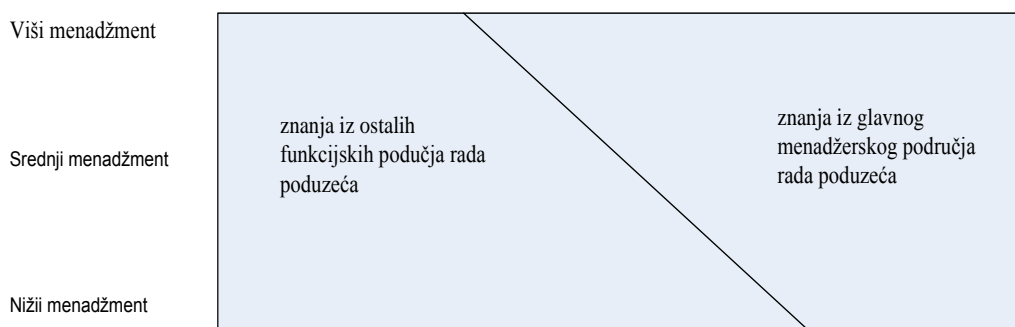 Viši menadžment
znanja iz ostalih
funkcijskih podučja rada
poduzeća
znanja iz glavnog
menadžerskog područja
rada poduzeća
Srednji menadžment
Nižii menadžment